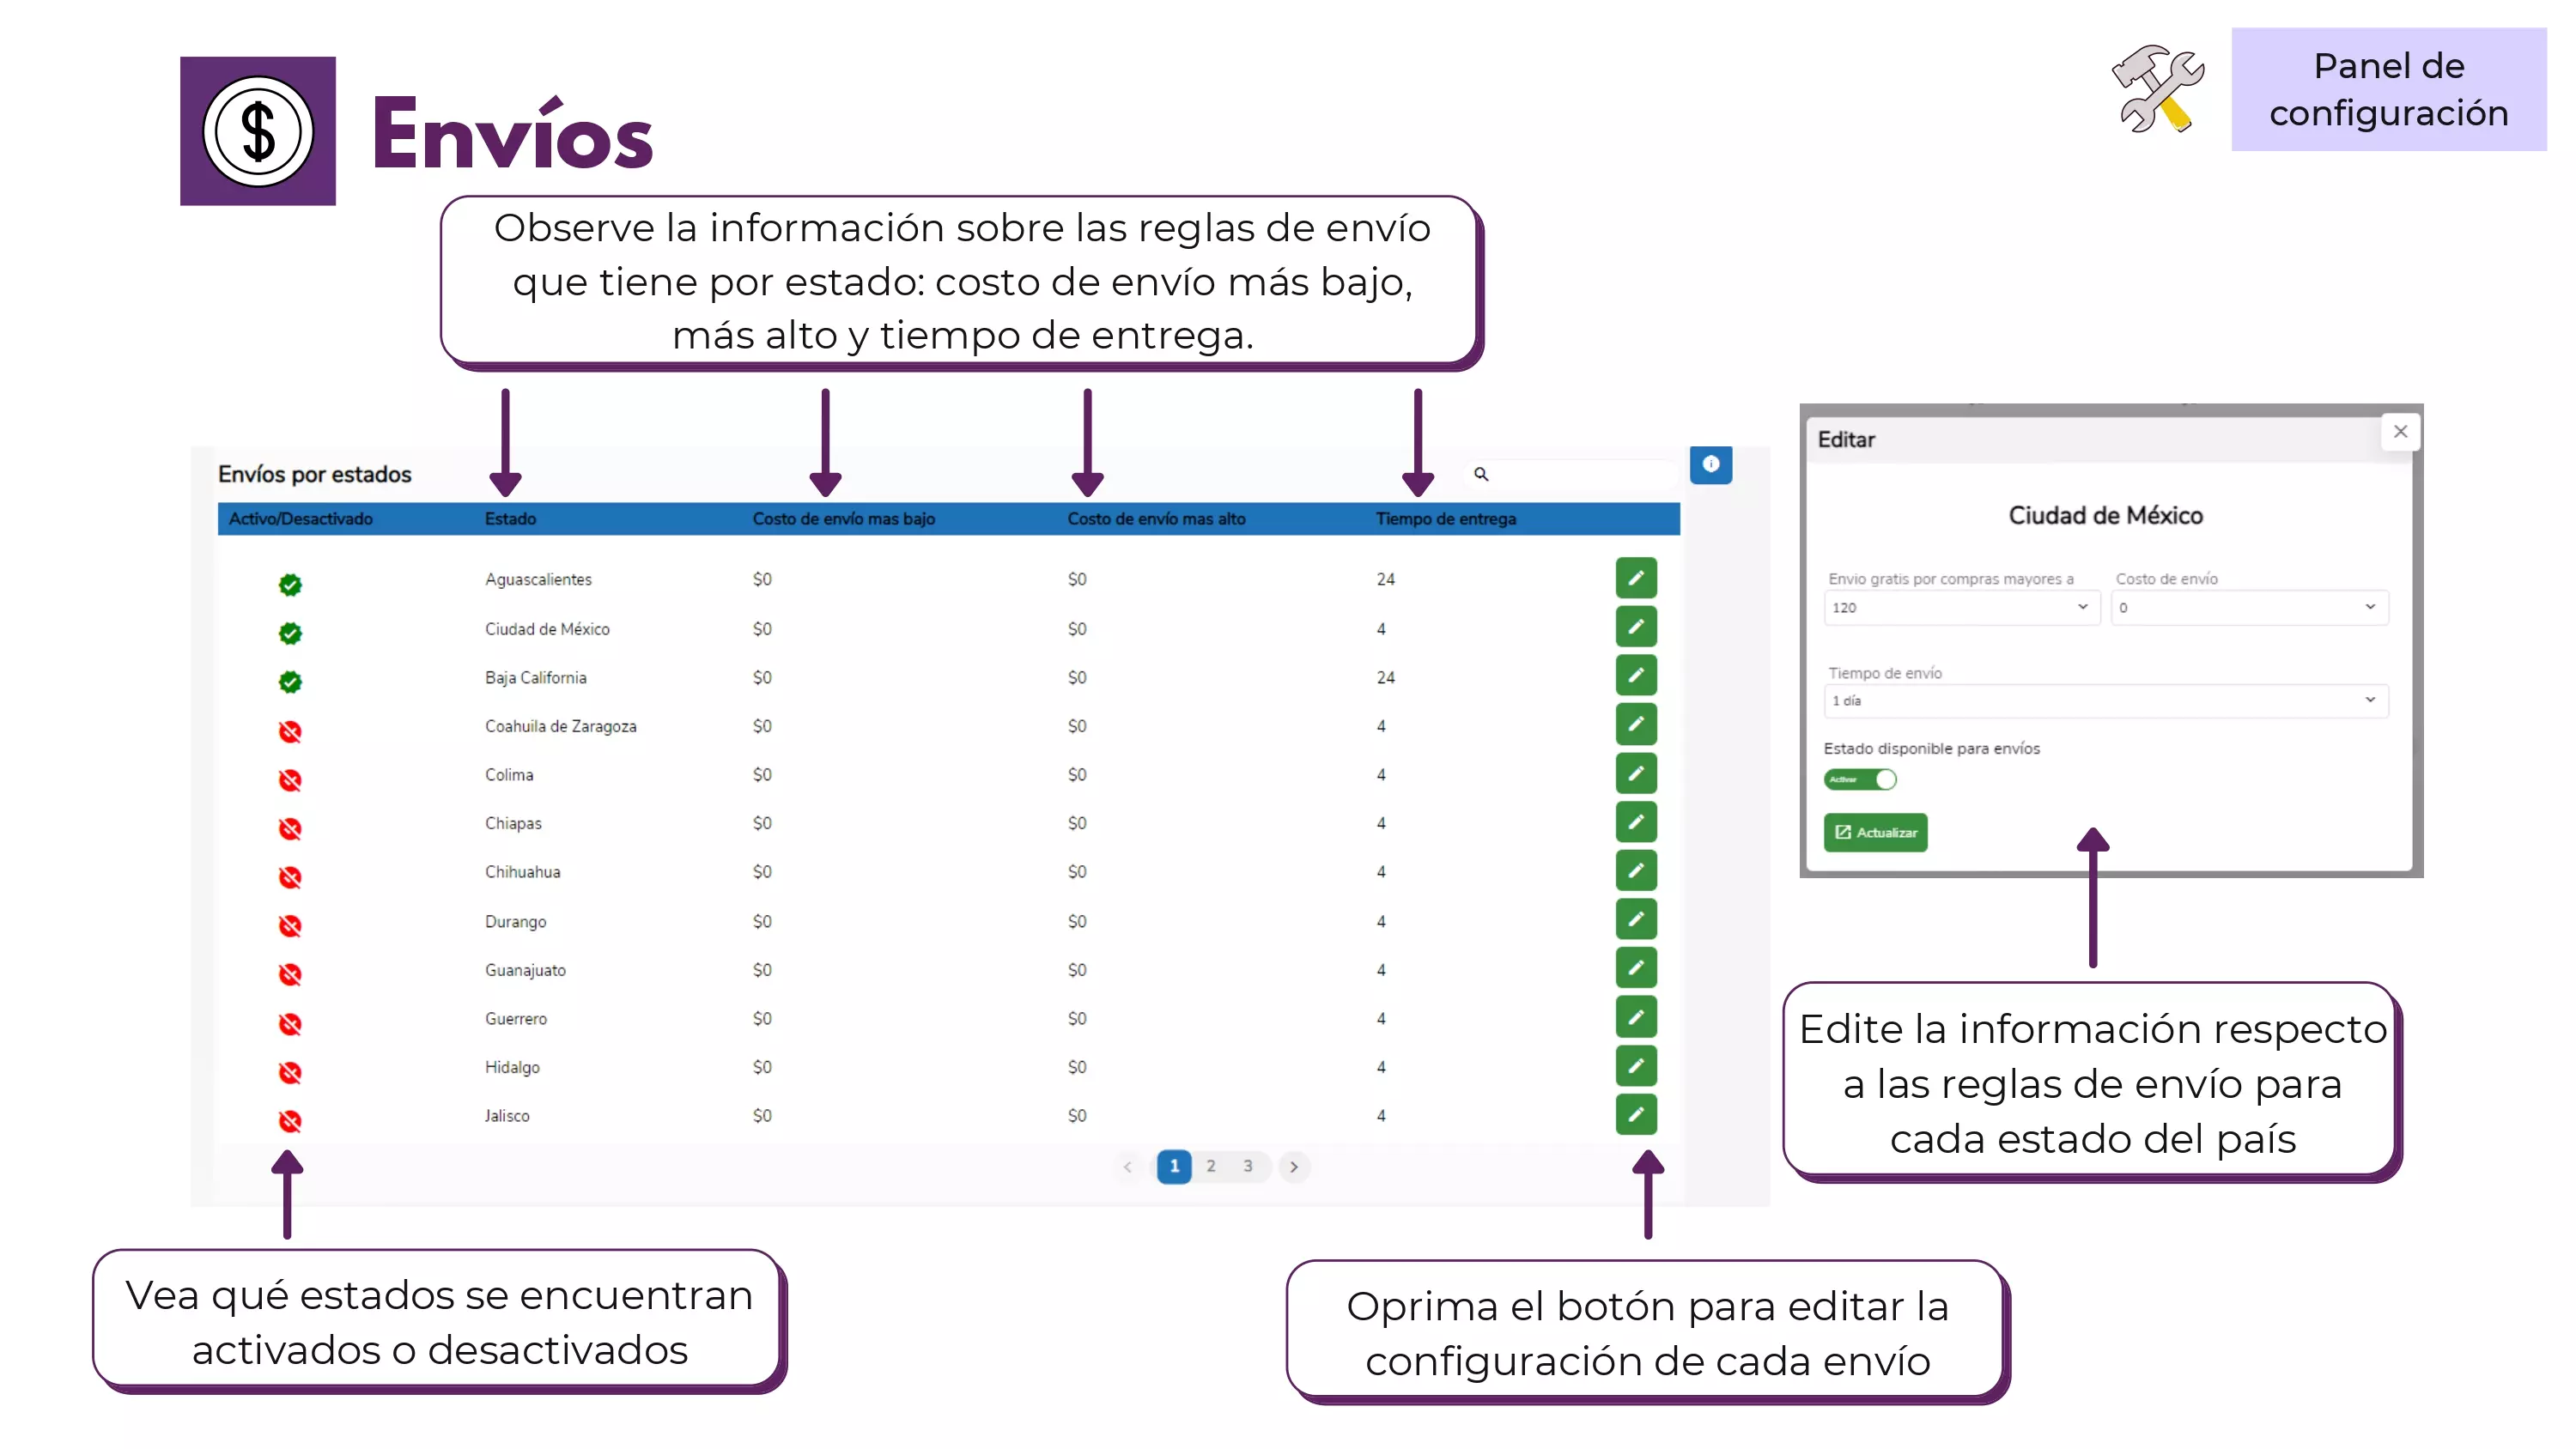 Panel de
configuración
$
Envíos
Observe la información sobre las reglas de envío
que tiene por estado: costo de envío más bajo,
más alto y tiempo de entrega.
Envíos por estados
Activo/Desactivado Estado Costo de envío mas bajo Costo de envío mas alto Tiempo de entrega
Aguascalientes $0 $0 24
Ciudad de México $0 $0 4
Baja California $0 $0 24
Coahuila de Zaragoza $0 $0 4
Colima $0 $0 4
Chiapas $0 $0 4
Chihuahua $0 $0 4
Durango $0 $0 4
Guanajuato $0 $0 4
Guerrero $0 $0 4
Hidalgo $0 $0 4
Jalisco $0 $0 4
1 2 3
Editar
Ciudad de México
Envio gratis por compras mayores a Costo de envío
120 0
Tiempo de envío
1 día
Estado disponible para envíos
Activar
Actualizar
Edite la información respecto
a las reglas de envío para
cada estado del país
Vea qué estados se encuentran
activados o desactivados
Oprima el botón para editar la
configuración de cada envío